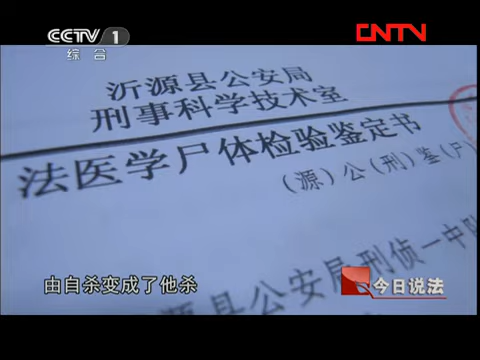 CCTV 1
综合
CNTV
沂源县公安局
刑事科学技术室
法医学尸体检验鉴定书
（源）公（刑）鉴（尸）
源县公安局刑侦一中队
由自杀变成了他杀
今日说法